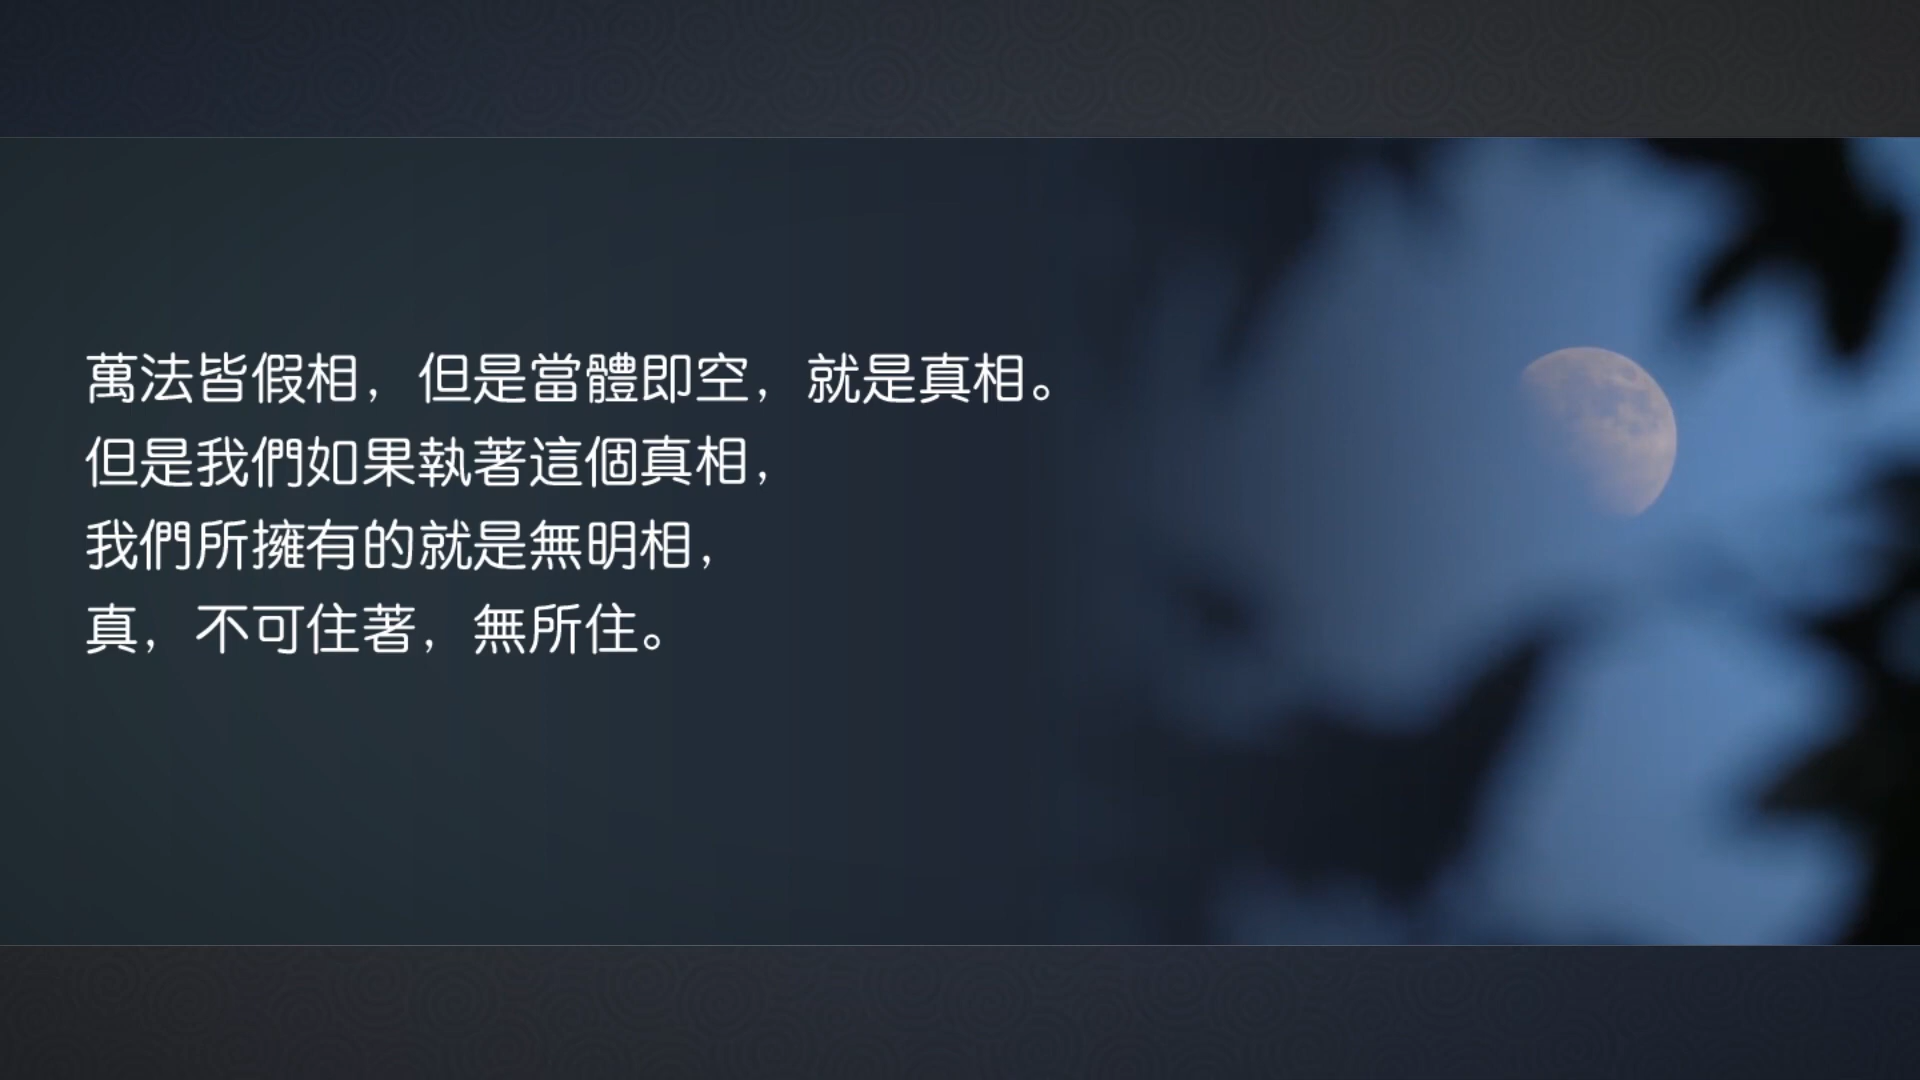 萬法皆假相，但是當體即空，就是真相。
但是我們如果執著這個真相，
我們所擁有的就是無明相，
真，不可住著，無所住。